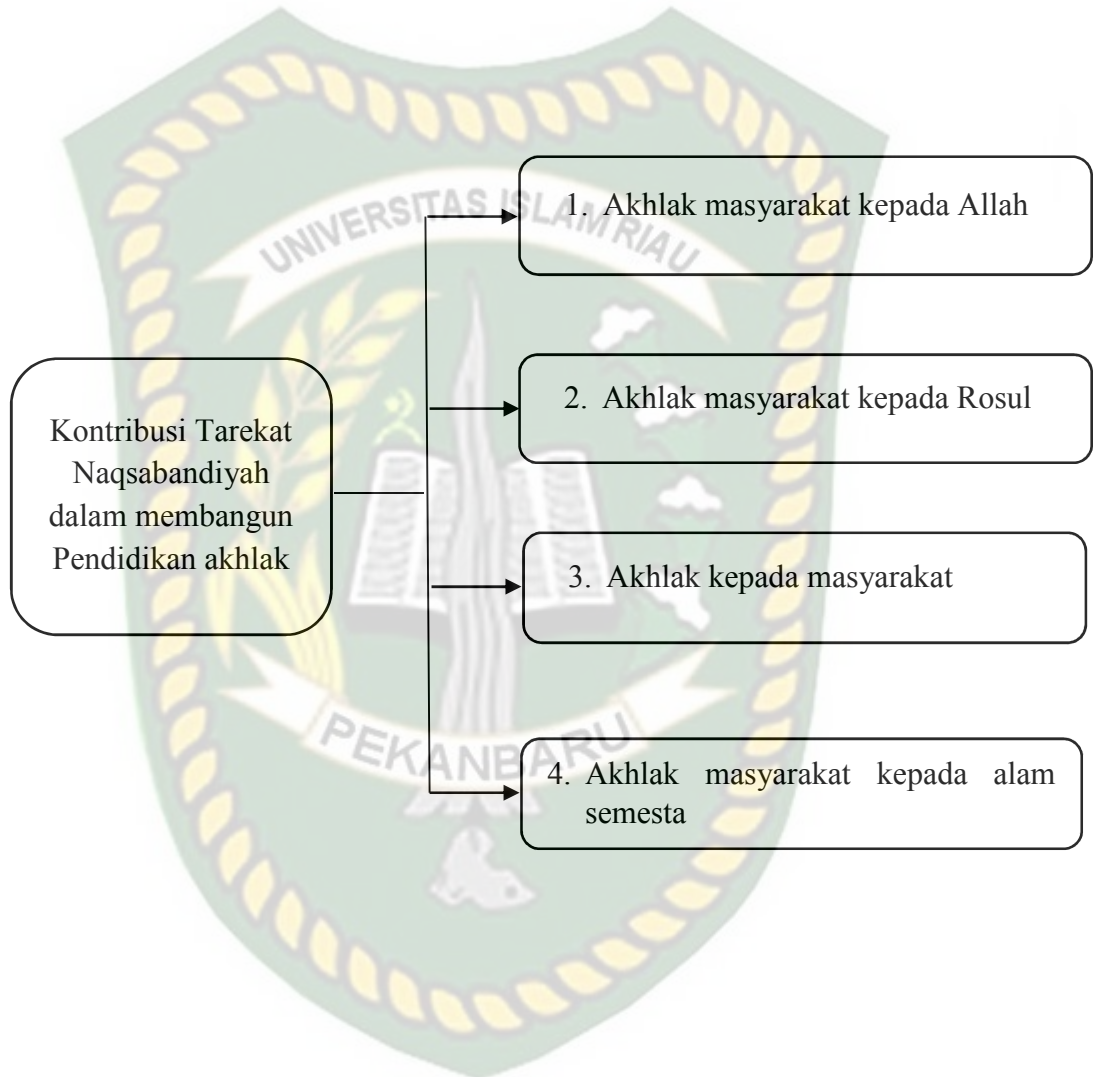 UNIVERSITAS ISLAM RIAU
1. Akhlak masyarakat kepada Allah
2. Akhlak masyarakat kepada Rosul
Kontribusi Tarekat
Naqsabandiyah
dalam membangun
Pendidikan akhlak
3. Akhlak kepada masyarakat
PEKANBARU
4. Akhlak masyarakat kepada alam
semesta